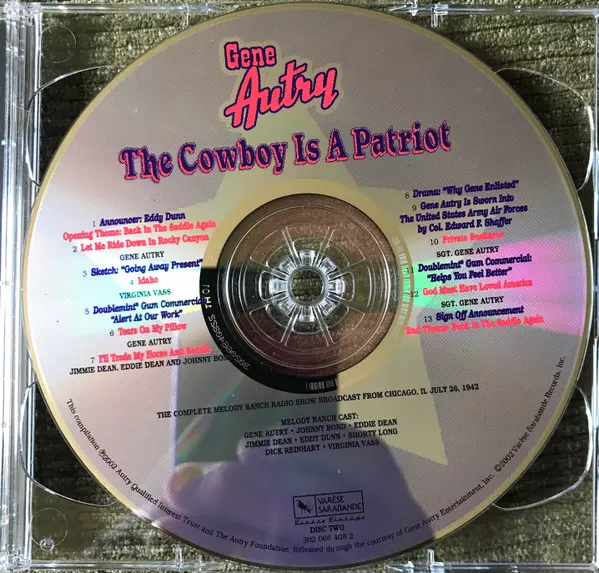 Gene
Autry
The Cowboy Is A Patriot
1 Announcer: Eddy Dunn
Opening Theme: Back In The Saddle Again
2 Let Me Ride Down In Rocky Canyon
GENE AUTRY
3 Sketch: "Going Away Present"
4 Idaho
VIRGINIA VASS
5 Doublemint® Gum Commercial:
"Alert At Our Work"
6 Tears On My Pillow
GENE AUTRY
7 I'll Trade My Horse And Saddle
JIMMIE DEAN, EDDIE DEAN AND JOHNNY BOND
8 Drama: "Why Gene Enlisted"
9 Gene Autry Is Sworn Into
The United States Army Air Forces
by Col. Edward F. Shaffer
10 Private Buckaroo
SGT. GENE AUTRY
11 Doublemint® Gum Commercial:
"Helps You Feel Better"
12 God Must Have Loved America
SGT. GENE AUTRY
13 Sign Off Announcement
End Theme: Back In The Saddle Again
THE COMPLETE MELODY RANCH RADIO SHOW BROADCAST FROM CHICAGO, IL JULY 26, 1942
MELODY RANCH CAST:
GENE AUTRY • JOHNNY BOND • EDDIE DEAN
JIMMIE DEAN • EDDY DUNN • SHORTY LONG
DICK REINHART • VIRGINIA VASS
VARÈSE
SARABANDE
Varèse Vintage
DISC TWO
302 066 408 2
This compilation ℗2002 Autry Qualified Interest Trust and The Autry Foundation, Released through the courtesy of Gene Autry Entertainment, Inc. ©2002 Varèse Sarabande Records, Inc.